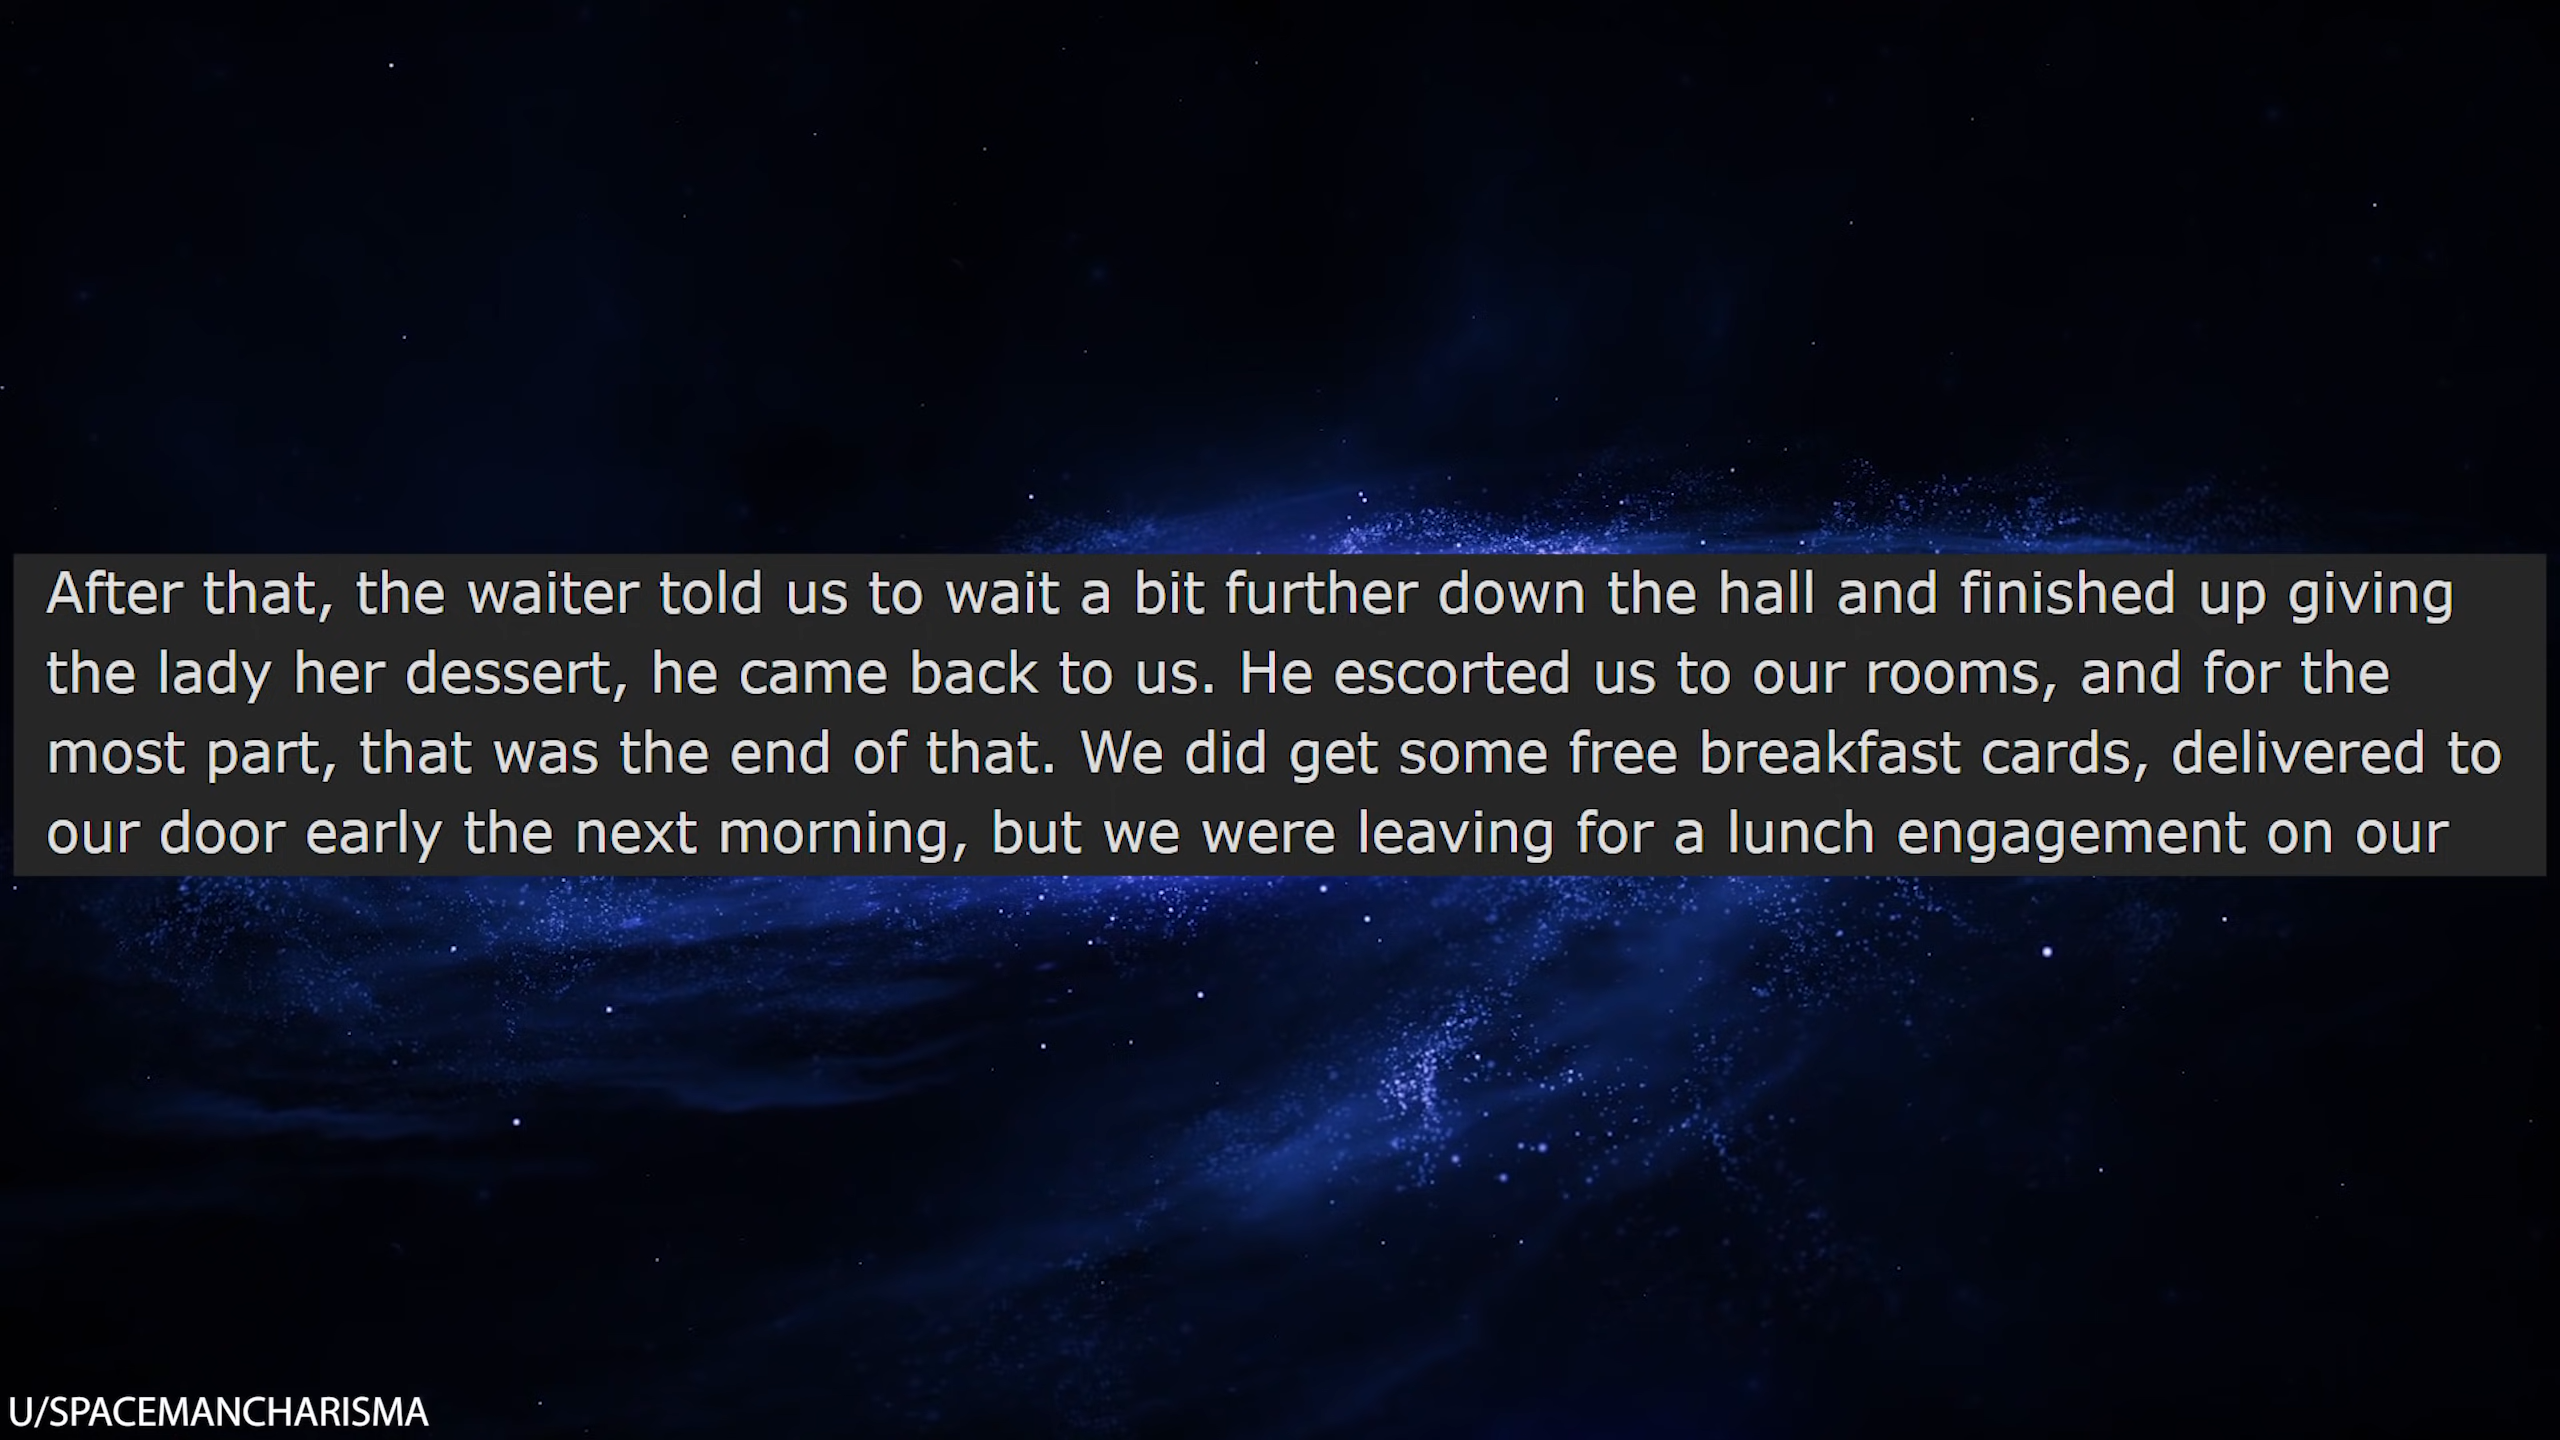 After that, the waiter told us to wait a bit further down the hall and finished up giving
the lady her dessert, he came back to us. He escorted us to our rooms, and for the
most part, that was the end of that. We did get some free breakfast cards, delivered to
our door early the next morning, but we were leaving for a lunch engagement on our
U/SPACEMANCHARISMA